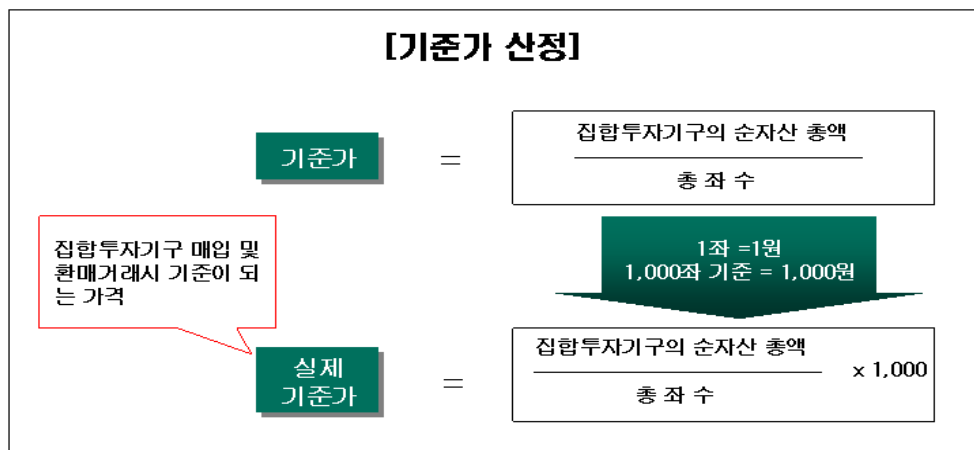 [기준가 산정]
기준가
=
집합투자기구의 순자산 총액
총 좌 수
집합투자기구 매입 및
환매거래시 기준이 되
는 가격
1좌 =1원
1,000좌 기준 = 1,000원
실제
기준가
=
집합투자기구의 순자산 총액
총 좌 수
x 1,000